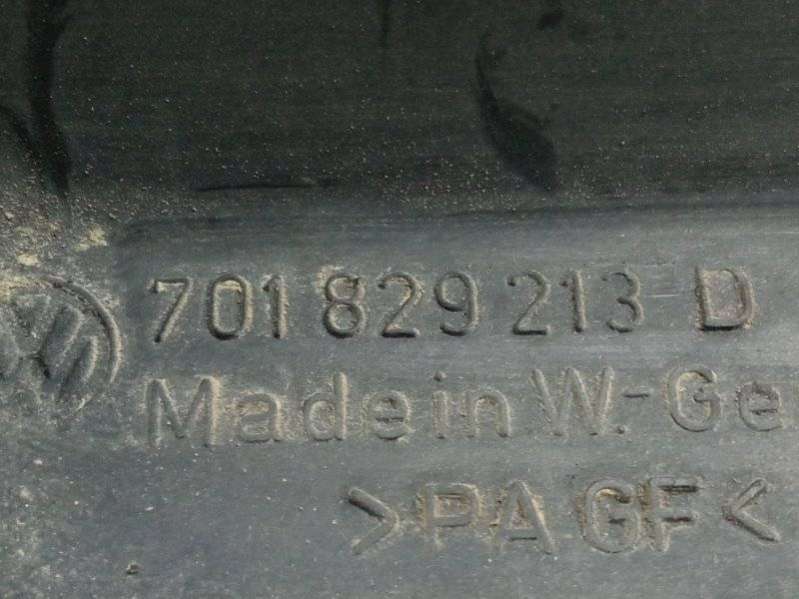 701 829 213 D
Made in W.-Ge
>PA GF<